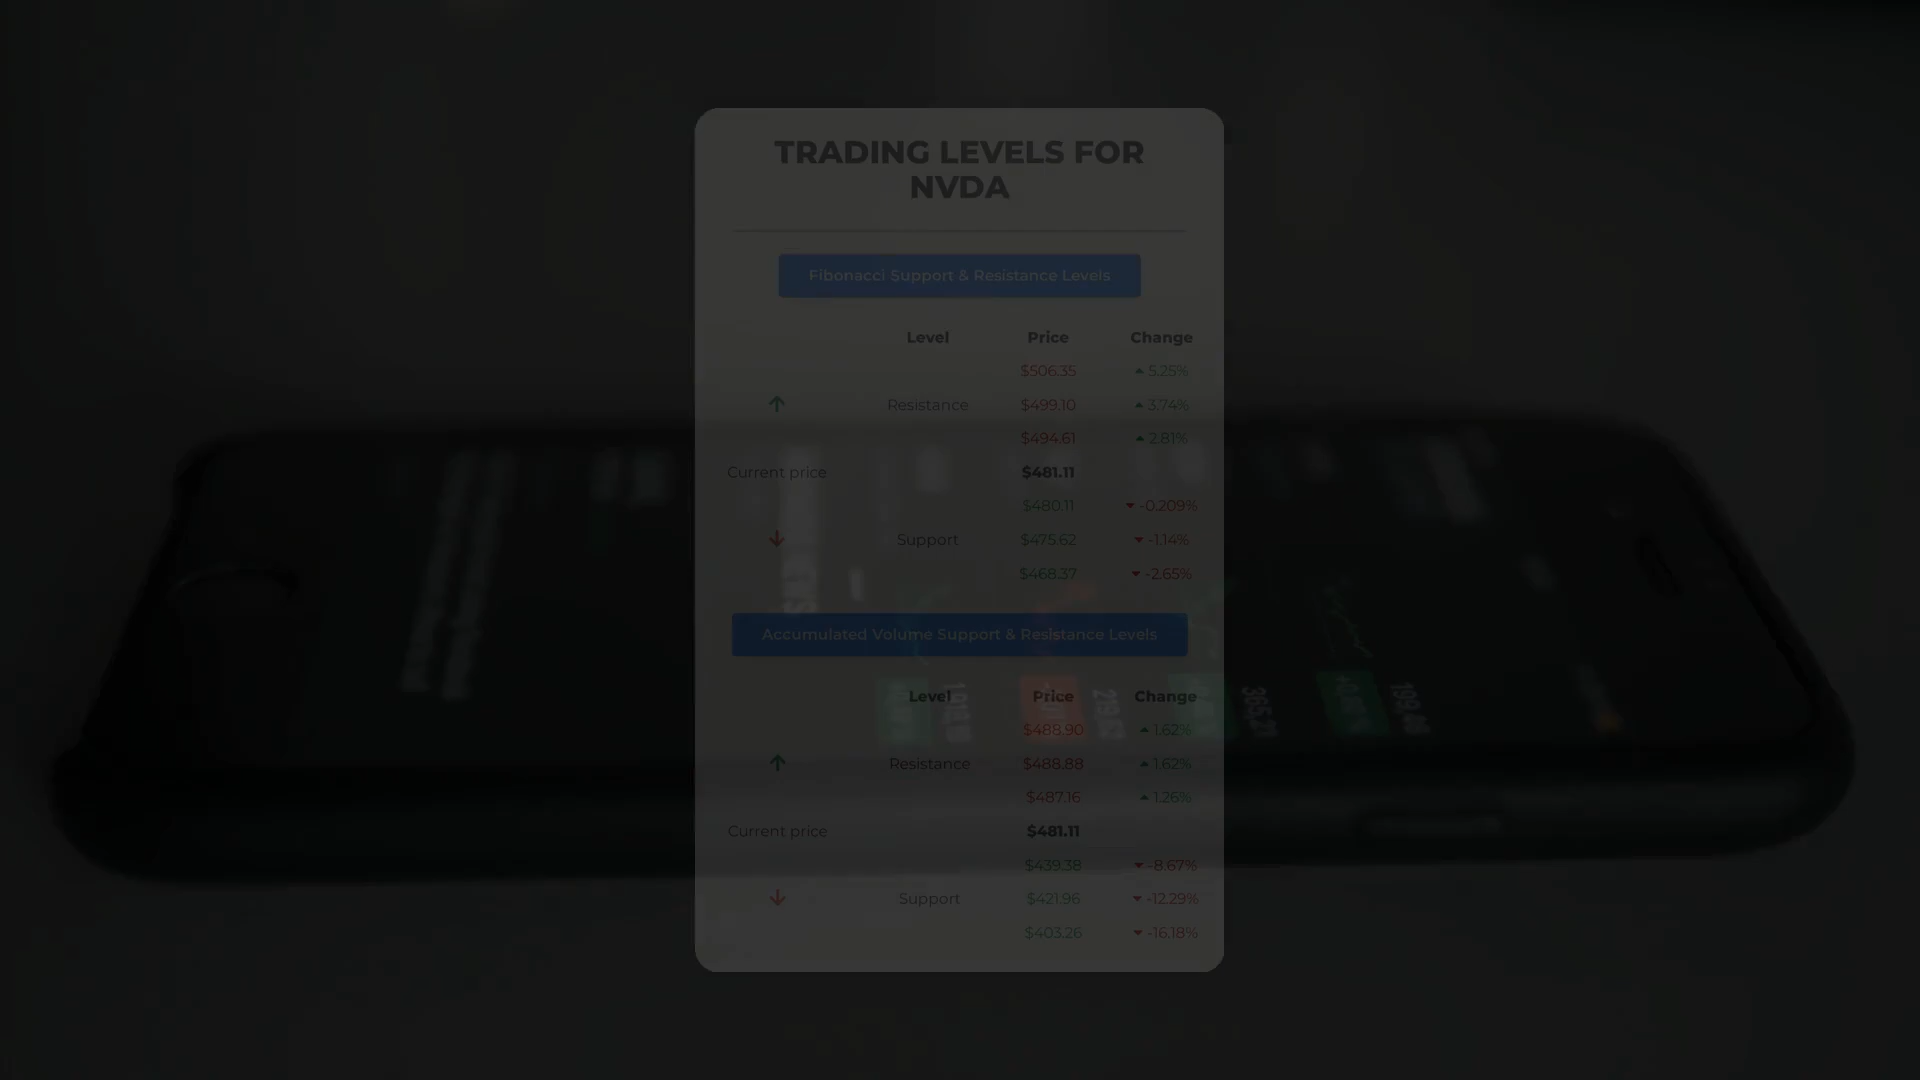 TRADING LEVELS FOR
NVDA
Fibonacci Support & Resistance Levels
Level Price Change
$506.35 5.25%
Resistance $499.10 3.74%
$494.61 2.81%
Current price $481.11
$480.11 -0.209%
Support $475.62 -1.14%
$468.37 -2.65%
Accumulated Volume Support & Resistance Levels
Level Price Change
$488.90 1.62%
Resistance $488.88 1.62%
$487.16 1.26%
Current price $481.11
$439.38 -8.67%
Support $421.96 -12.29%
$403.26 -16.18%